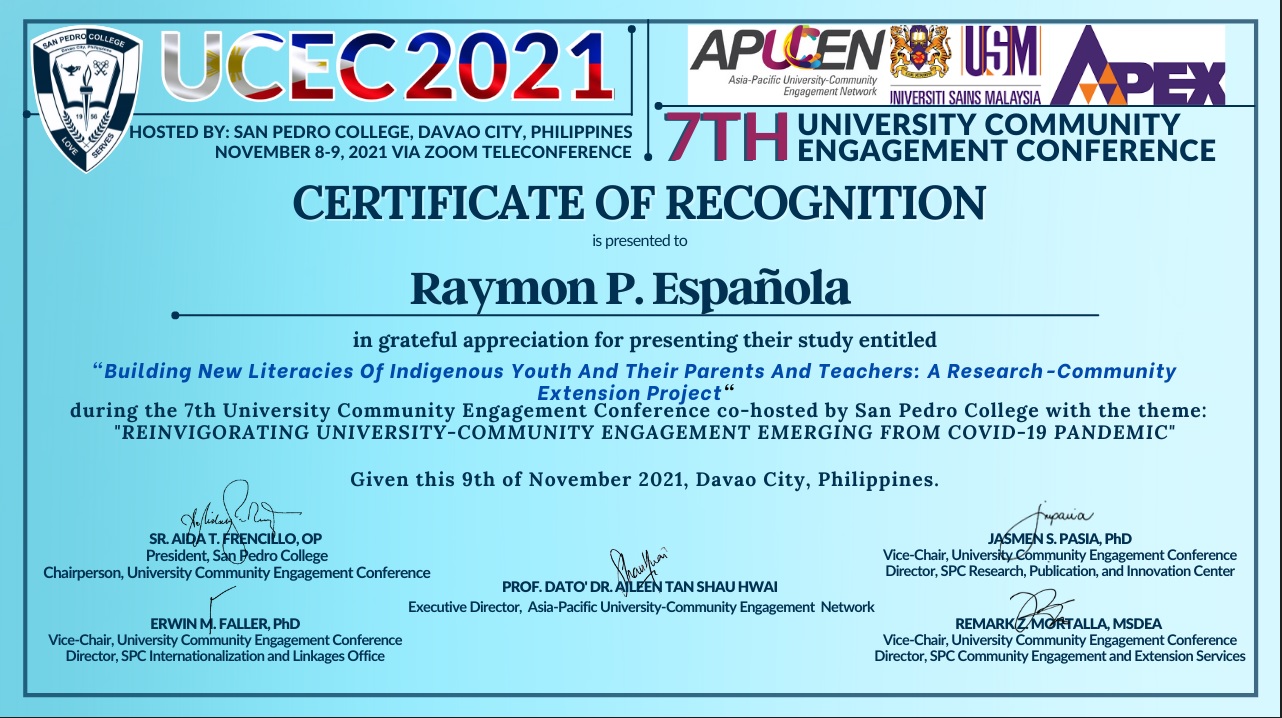 SAN PEDRO COLLEGE
Davao City, Philippines
19 56
LOVE SERVES
UCEC2021
HOSTED BY: SAN PEDRO COLLEGE, DAVAO CITY, PHILIPPINES
NOVEMBER 8-9, 2021 VIA ZOOM TELECONFERENCE
APUCEN
Asia-Pacific University-Community
Engagement Network
USM
UNIVERSITI SAINS MALAYSIA
APEX
7TH UNIVERSITY COMMUNITY
ENGAGEMENT CONFERENCE
CERTIFICATE OF RECOGNITION
is presented to
Raymon P. Española
in grateful appreciation for presenting their study entitled
“Building New Literacies Of Indigenous Youth And Their Parents And Teachers: A Research-Community
Extension Project“
during the 7th University Community Engagement Conference co-hosted by San Pedro College with the theme:
"REINVIGORATING UNIVERSITY-COMMUNITY ENGAGEMENT EMERGING FROM COVID-19 PANDEMIC"
Given this 9th of November 2021, Davao City, Philippines.
SR. AIDA T. FRENCILLO, OP
President, San Pedro College
Chairperson, University Community Engagement Conference
ERWIN M. FALLER, PhD
Vice-Chair, University Community Engagement Conference
Director, SPC Internationalization and Linkages Office
PROF. DATO' DR. AILEEN TAN SHAU HWAI
Executive Director, Asia-Pacific University-Community Engagement Network
JASMEN S. PASIA, PhD
Vice-Chair, University Community Engagement Conference
Director, SPC Research, Publication, and Innovation Center
REMARK Z. MORTALLA, MSDEA
Vice-Chair, University Community Engagement Conference
Director, SPC Community Engagement and Extension Services